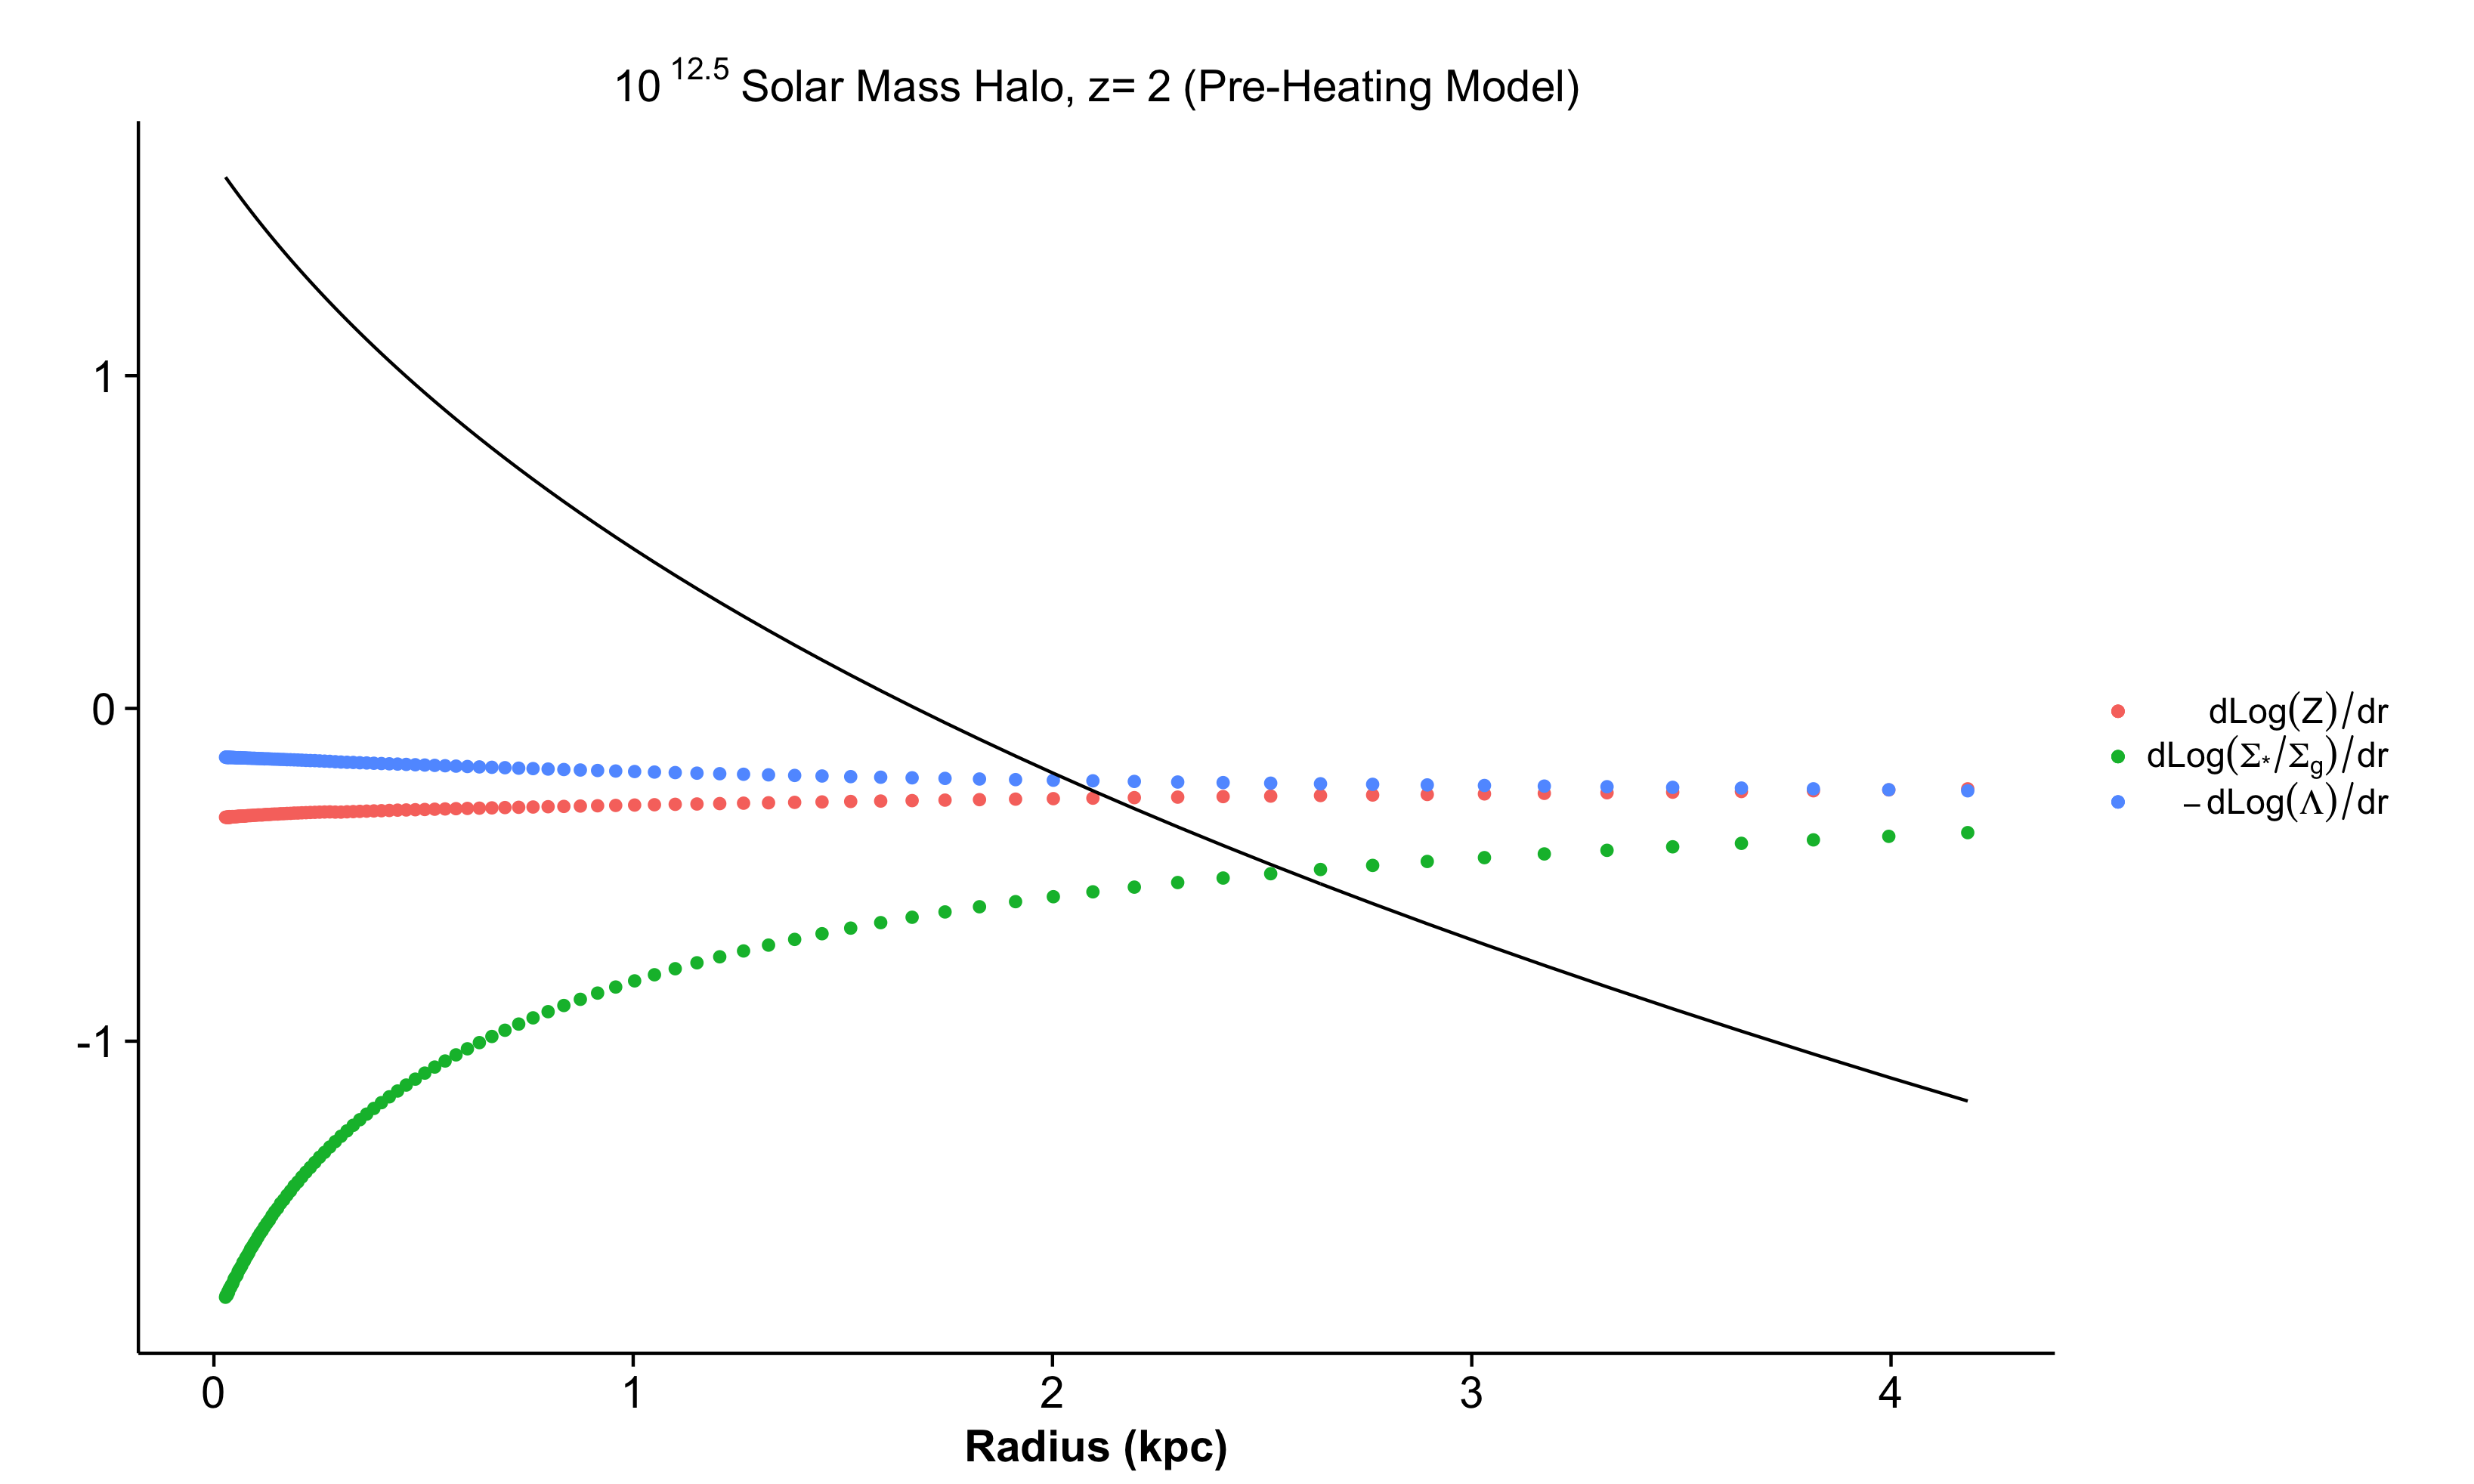 10 12.5 Solar Mass Halo, z= 2 (Pre-Heating Model)
1
0
-1
0 1 2 3 4
Radius (kpc)
dLog(Z)/dr
dLog(Σ*/Σg)/dr
– dLog(Λ)/dr